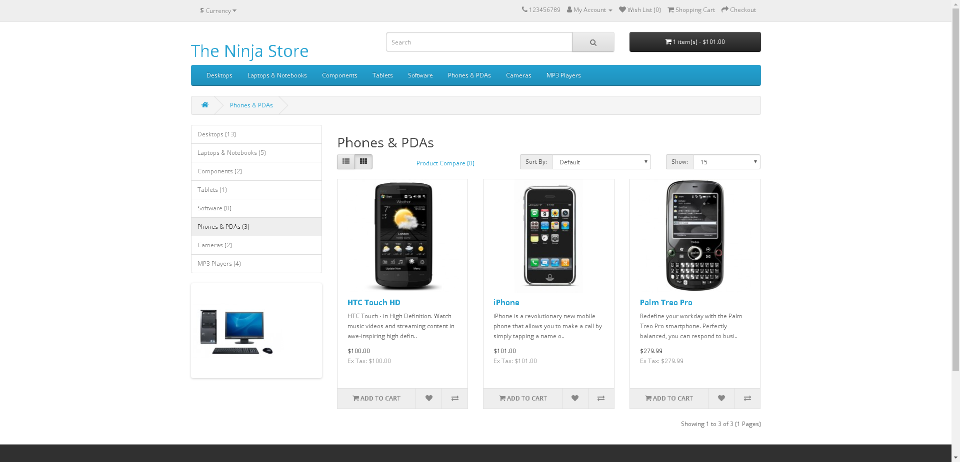 $ Currency
123456789 My Account Wish List (0) Shopping Cart Checkout
The Ninja Store
Search
1 item(s) - $101.00
Desktops Laptops & Notebooks Components Tablets Software Phones & PDAs Cameras MP3 Players
Phones & PDAs
Desktops (13)
Laptops & Notebooks (5)
Components (2)
Tablets (1)
Software (0)
Phones & PDAs (3)
Cameras (2)
MP3 Players (4)
Phones & PDAs
Product Compare (0)
Sort By: Default
Show: 15
HTC Touch HD
HTC Touch - in High Definition. Watch
music videos and streaming content in
awe-inspiring high defin..
$100.00
Ex Tax: $100.00
ADD TO CART
iPhone
iPhone is a revolutionary new mobile
phone that allows you to make a call by
simply tapping a name o..
$101.00
Ex Tax: $101.00
ADD TO CART
Palm Treo Pro
Redefine your workday with the Palm
Treo Pro smartphone. Perfectly
balanced, you can respond to busi..
$279.99
Ex Tax: $279.99
ADD TO CART
Showing 1 to 3 of 3 (1 Pages)